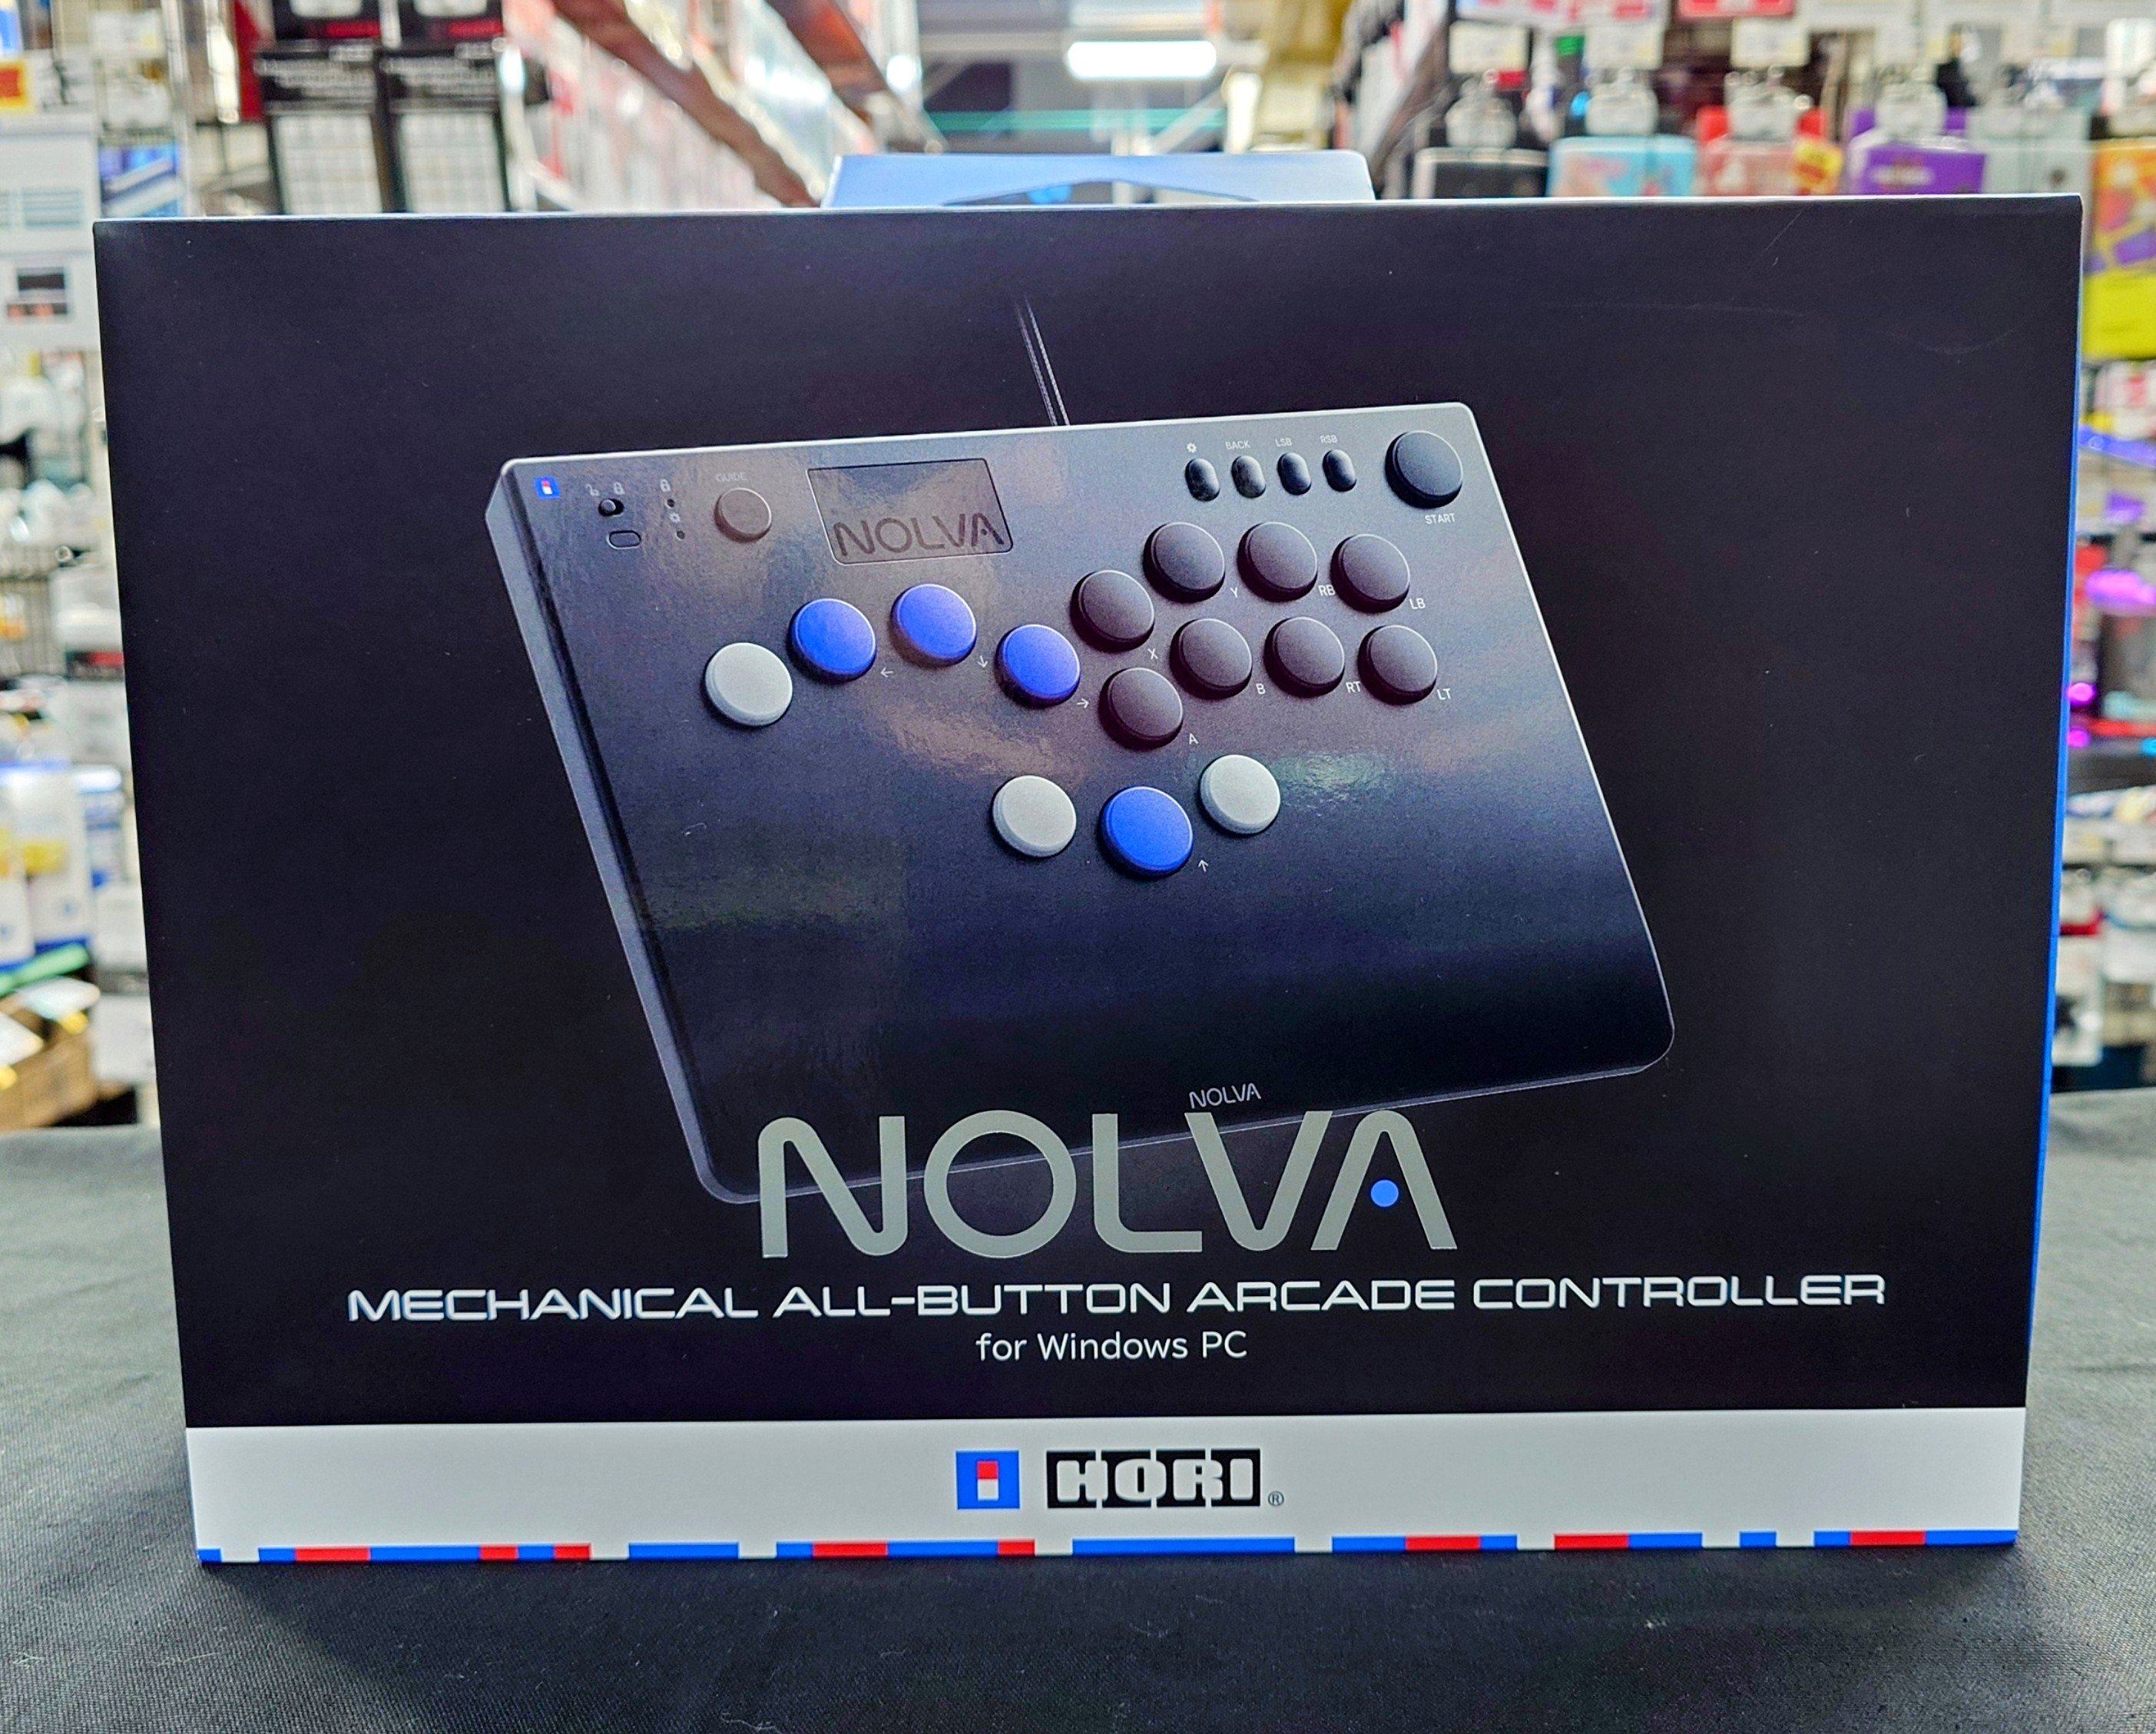 BACK LSB RSB
GUIDE
START
NOLVA
Y RB LB
X B RT LT
← ↓ → A
↑
NOLVA
NOLVA
MECHANICAL ALL-BUTTON ARCADE CONTROLLER
for Windows PC
HORI®